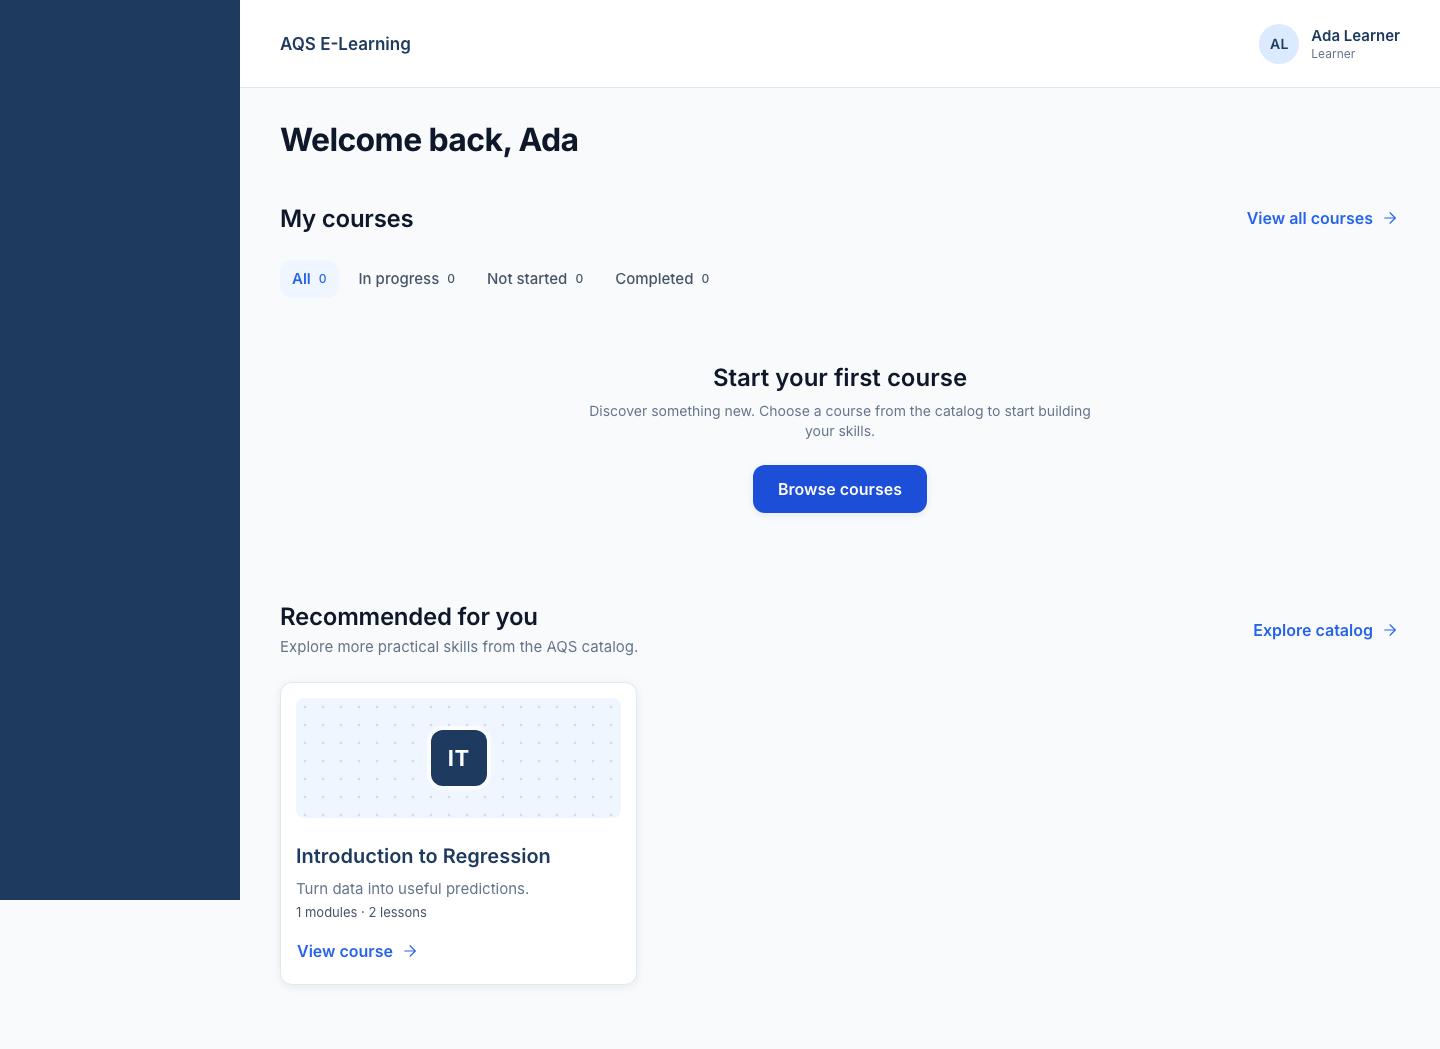 AQS E-Learning
AL
Ada Learner
Learner
Welcome back, Ada
My courses
View all courses
All 0 In progress 0 Not started 0 Completed 0
Start your first course
Discover something new. Choose a course from the catalog to start building
your skills.
Browse courses
Recommended for you
Explore more practical skills from the AQS catalog.
Explore catalog
IT
Introduction to Regression
Turn data into useful predictions.
1 modules · 2 lessons
View course